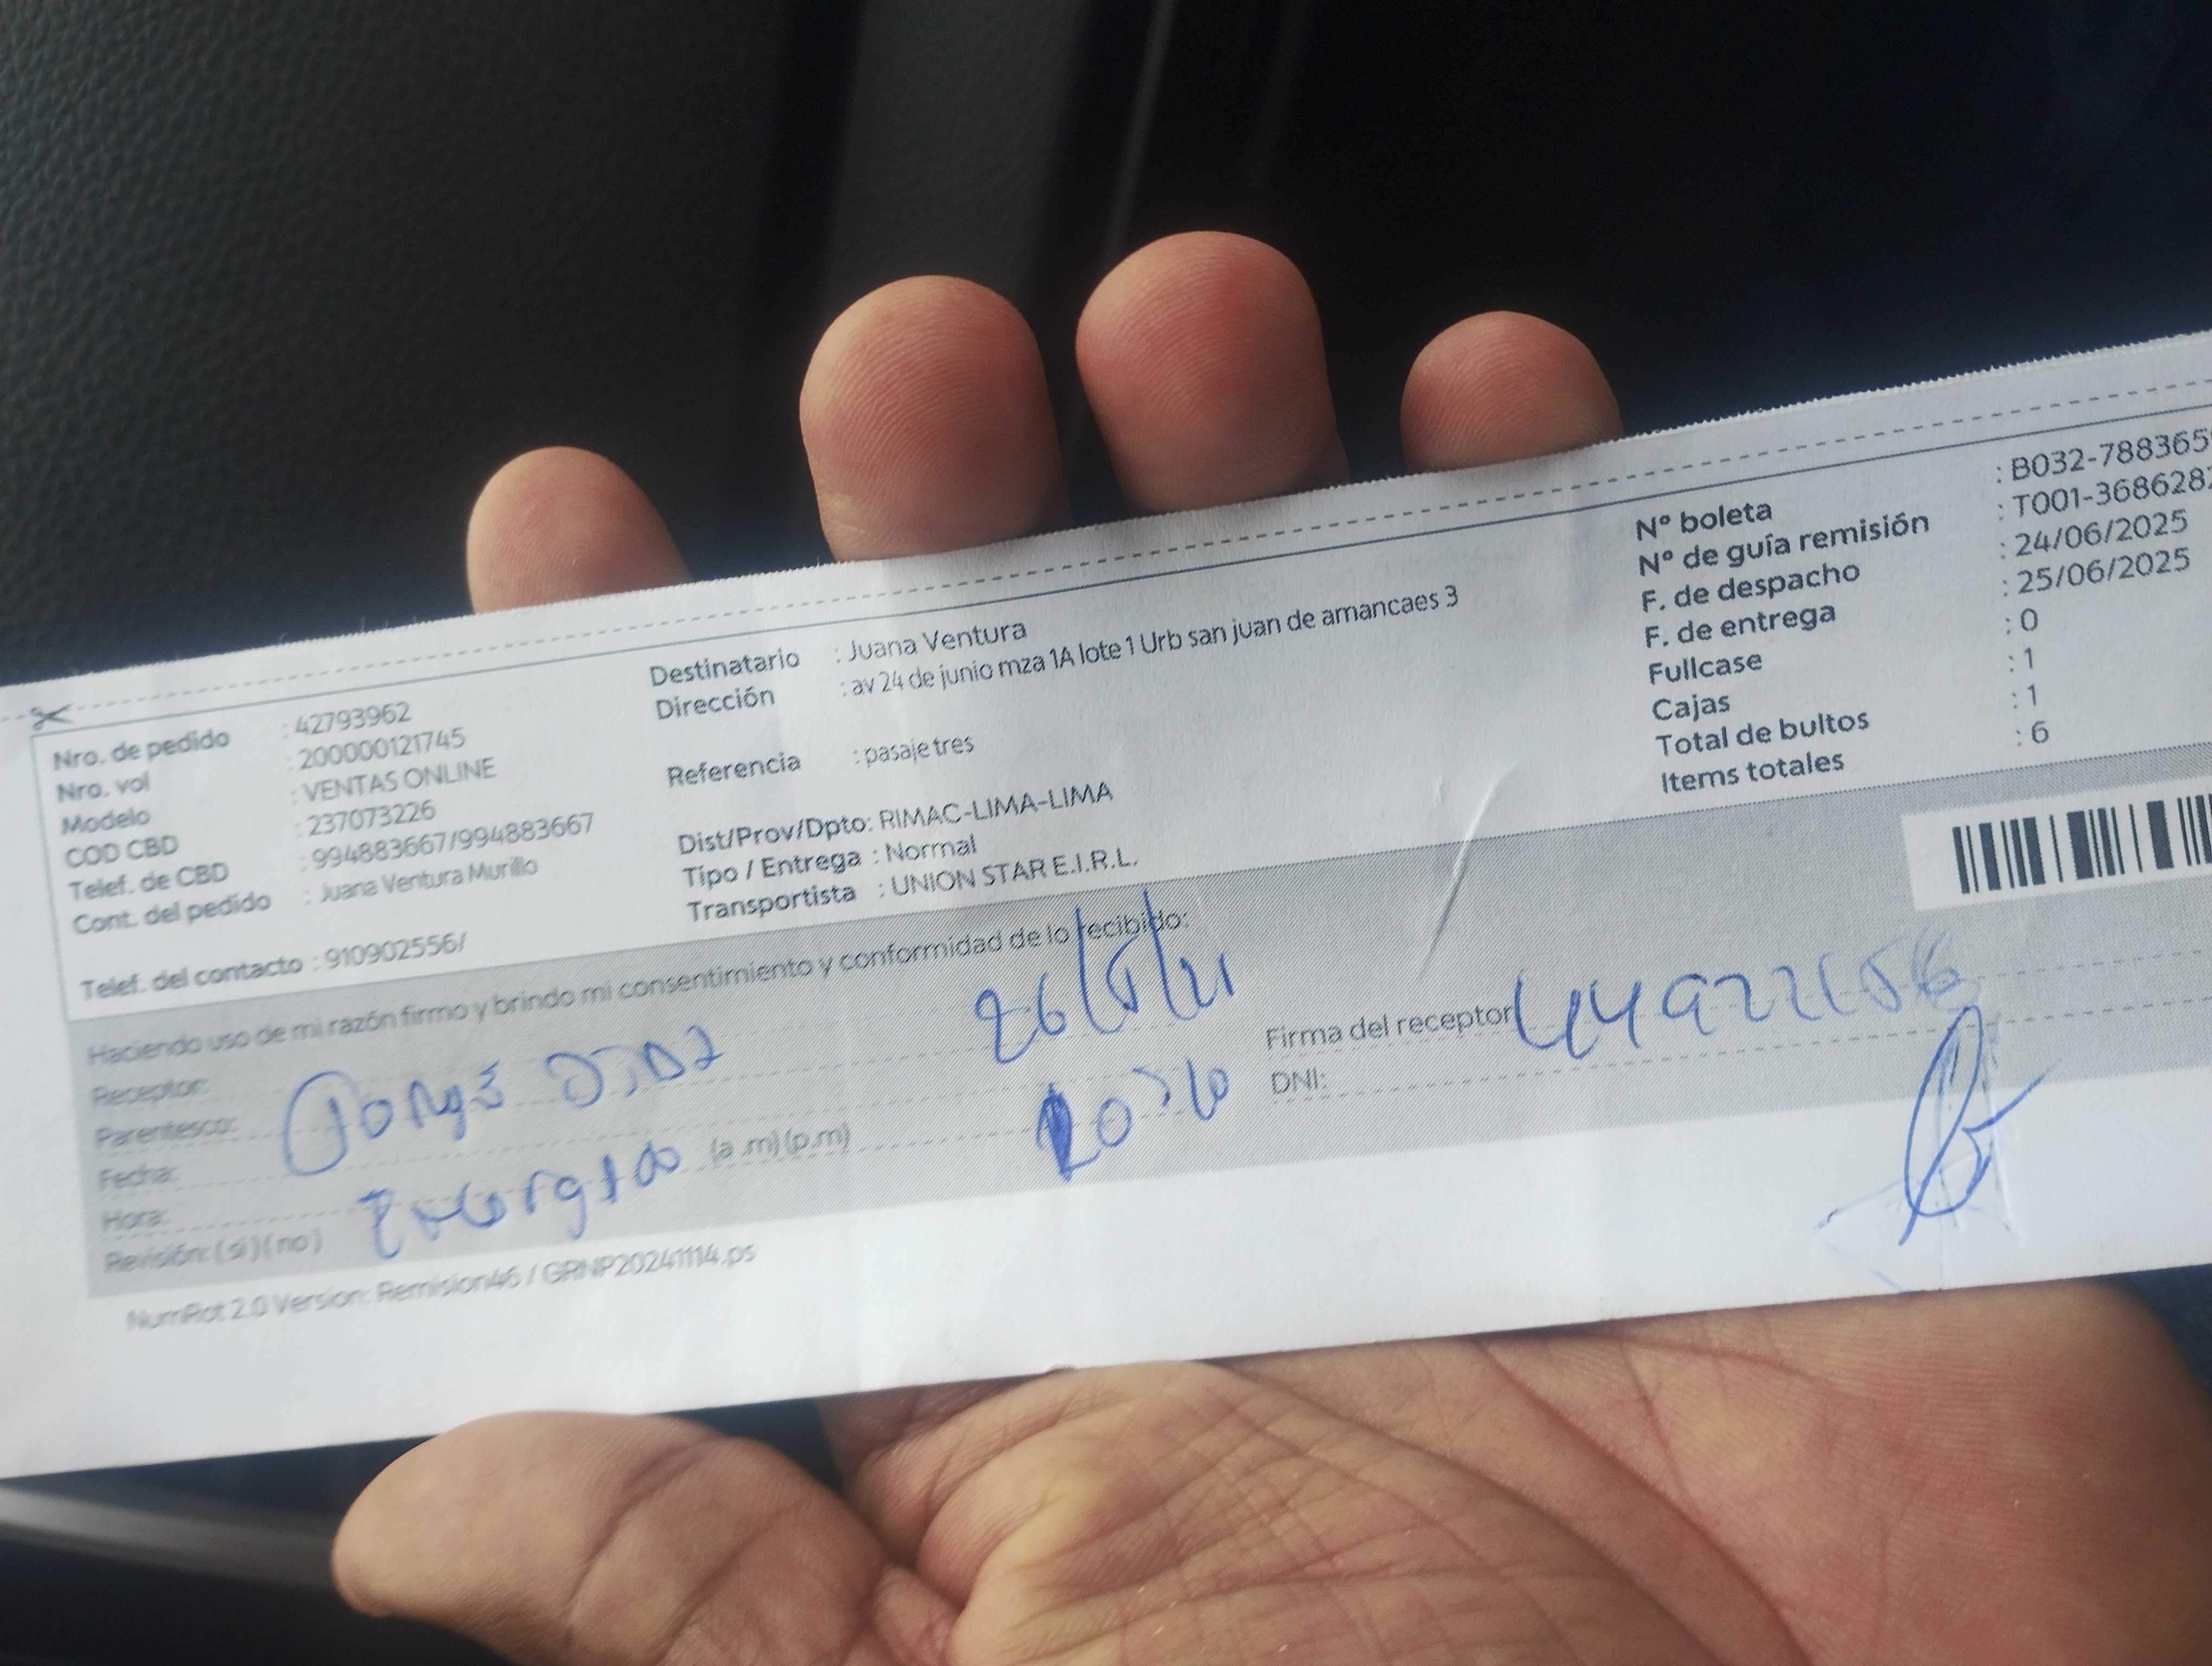 Nro. de pedido : 42793962
Nro. vol : 200000121745
Modelo : VENTAS ONLINE
COD CBD : 237073226
Telef. de CBD : 994883667/994883667
Cont. del pedido : Juana Ventura Murillo
Telef. del contacto : 910902556/
Destinatario : Juana Ventura
Dirección : av 24 de junio mza 1A lote 1 Urb san juan de amancaes 3
Referencia : pasaje tres
Dist/Prov/Dpto: RIMAC-LIMA-LIMA
Tipo / Entrega : Normal
Transportista : UNION STAR E.I.R.L.
N° boleta : B032-788365
N° de guía remisión : T001-368628
F. de despacho : 24/06/2025
F. de entrega : 25/06/2025
Fullcase : 0
Cajas : 1
Total de bultos : 1
Items totales : 6
Haciendo uso de mi razón firmo y brindo mi consentimiento y conformidad de lo recibido:
Receptor:
Parentesco:
Fecha:
Hora: (a .m) (p.m)
Revisión: ( si ) ( no )
Firma del receptor
DNI:
NumRot 2.0 Version: Remision46 / GRNP20241114.ps